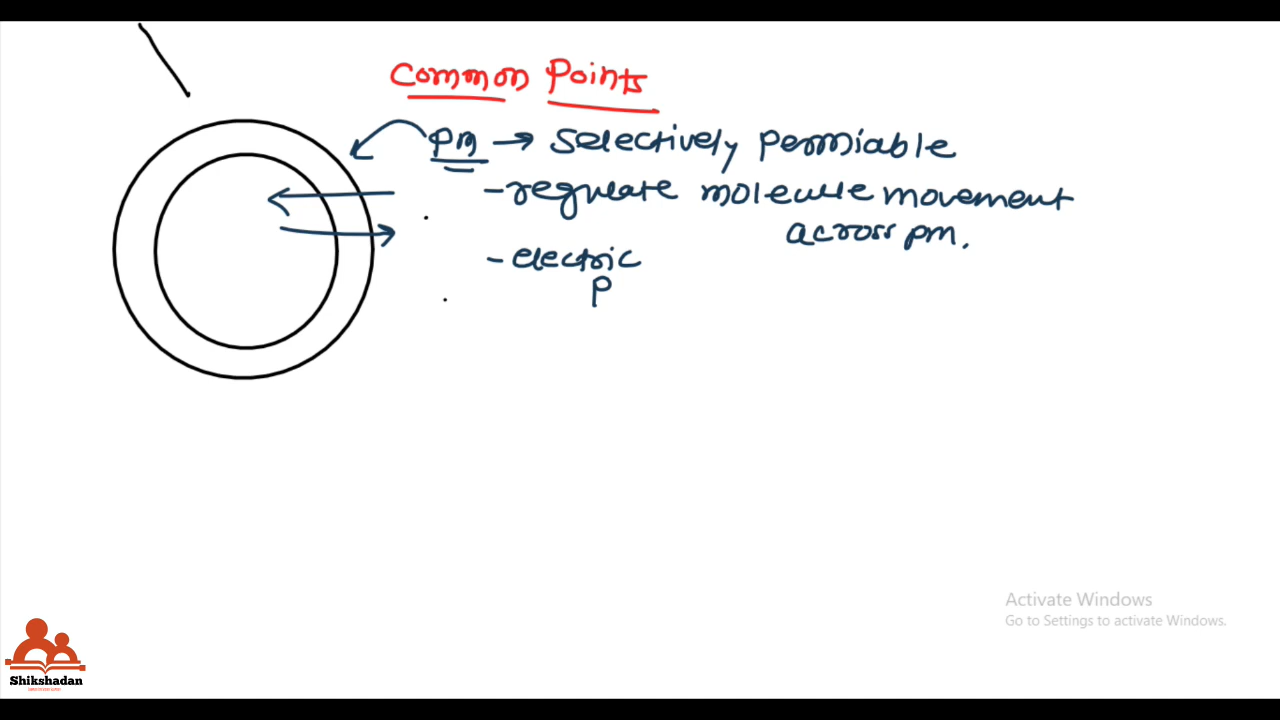 Common Points
PM → Selectively permiable
- regulate molecule movement
across pm.
- electric
P
Activate Windows
Go to Settings to activate Windows.
Shikshadan